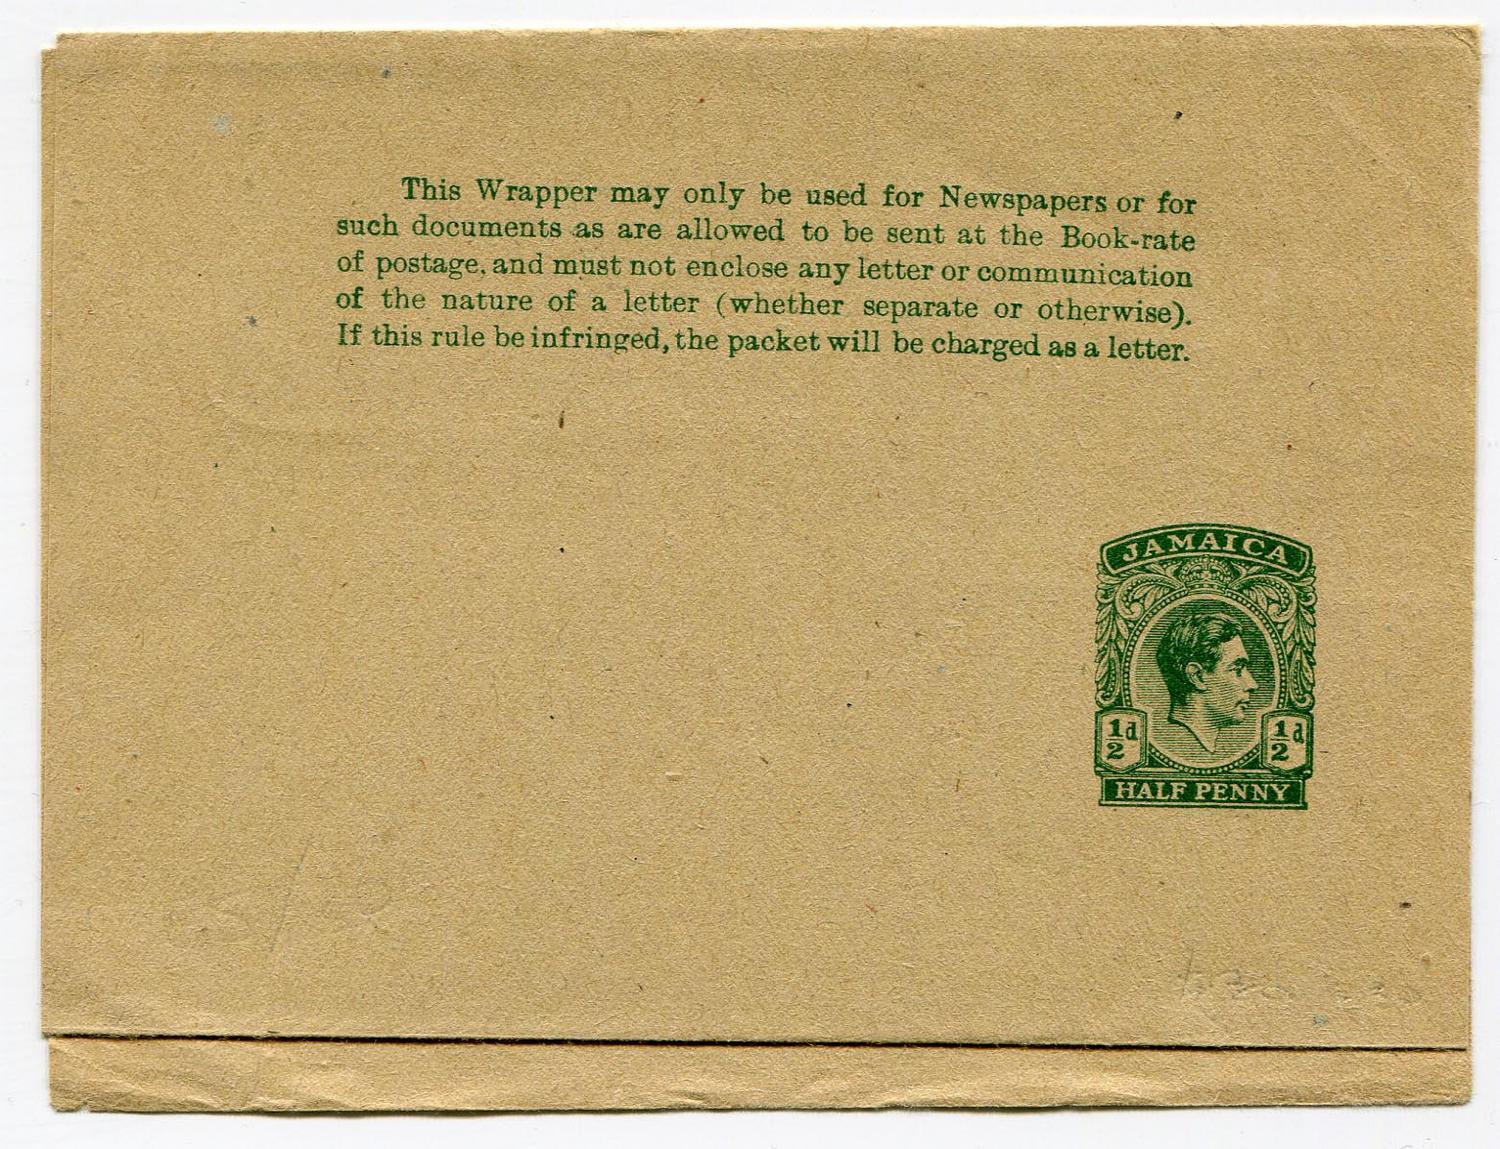 This Wrapper may only be used for Newspapers or for
such documents as are allowed to be sent at the Book-rate
of postage, and must not enclose any letter or communication
of the nature of a letter (whether separate or otherwise).
If this rule be infringed, the packet will be charged as a letter.
JAMAICA
½d ½d
HALF PENNY